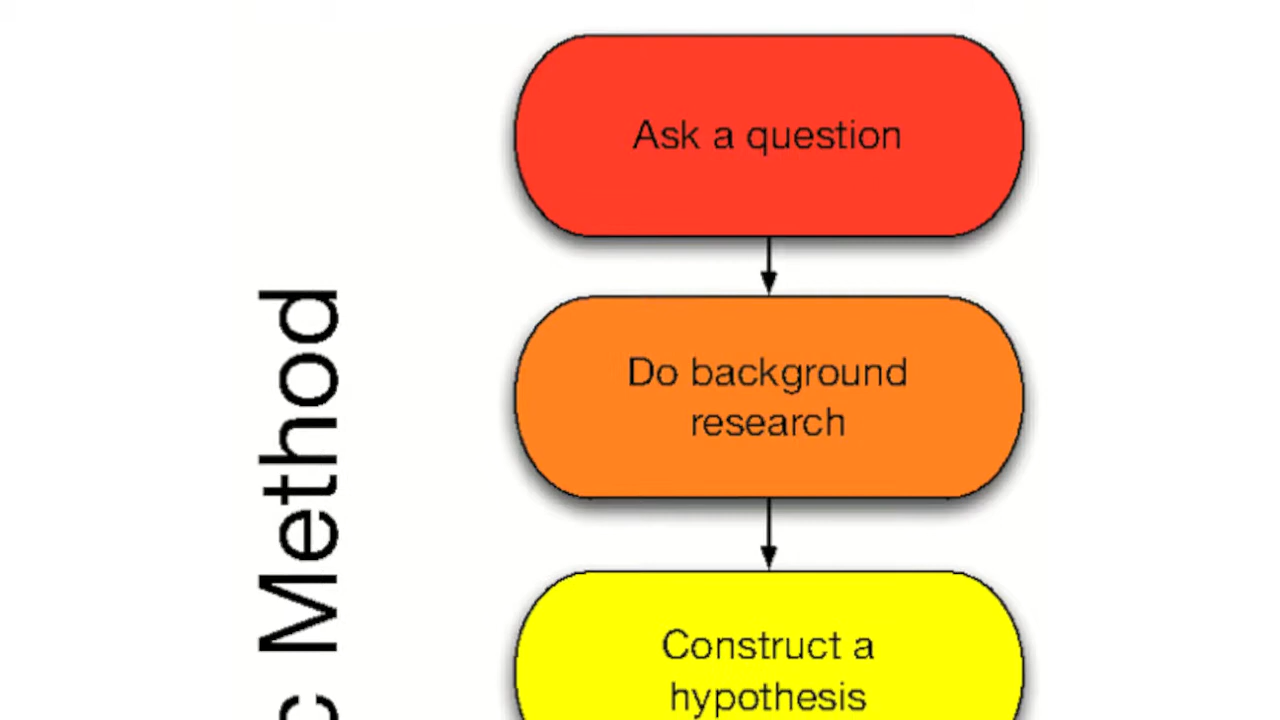 Ask a question
Do background
research
Construct a
hypothesis
c Method